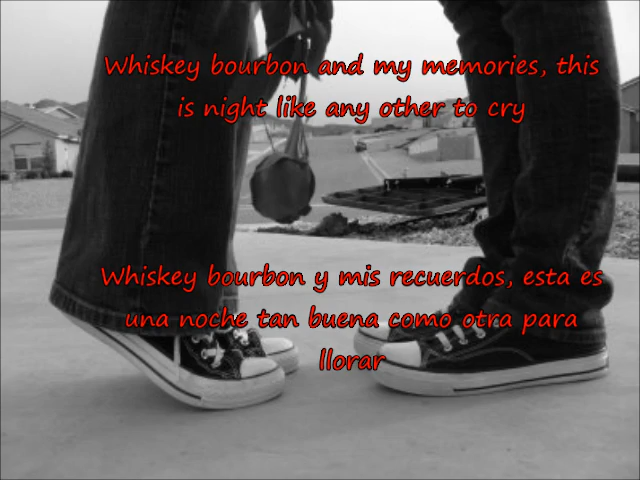 Whiskey bourbon and my memories, this
is night like any other to cry
Whiskey bourbon y mis recuerdos, esta es
una noche tan buena como otra para
llorar